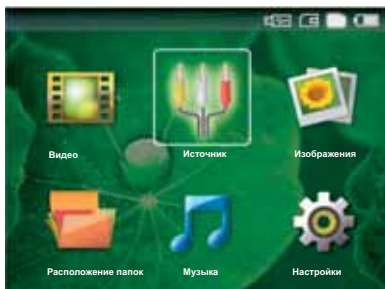 Видео
Источник
Изображения
Расположение папок
Музыка
Настройки